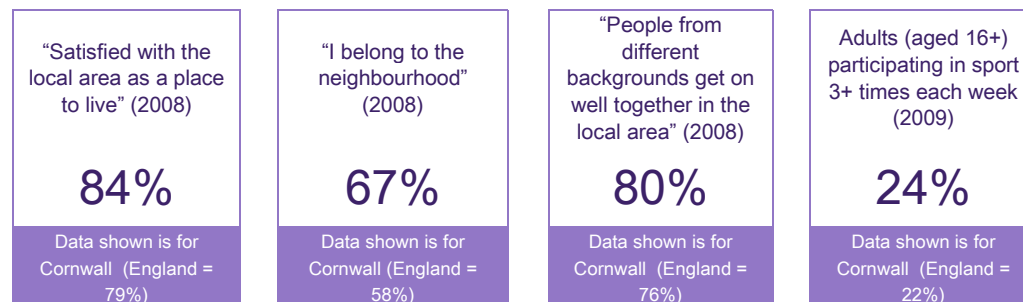 “Satisfied with the
local area as a place
to live” (2008)
84%
Data shown is for
Cornwall (England =
79%)
“I belong to the
neighbourhood”
(2008)
67%
Data shown is for
Cornwall (England =
58%)
“People from
different
backgrounds get on
well together in the
local area” (2008)
80%
Data shown is for
Cornwall (England =
76%)
Adults (aged 16+)
participating in sport
3+ times each week
(2009)
24%
Data shown is for
Cornwall (England =
22%)